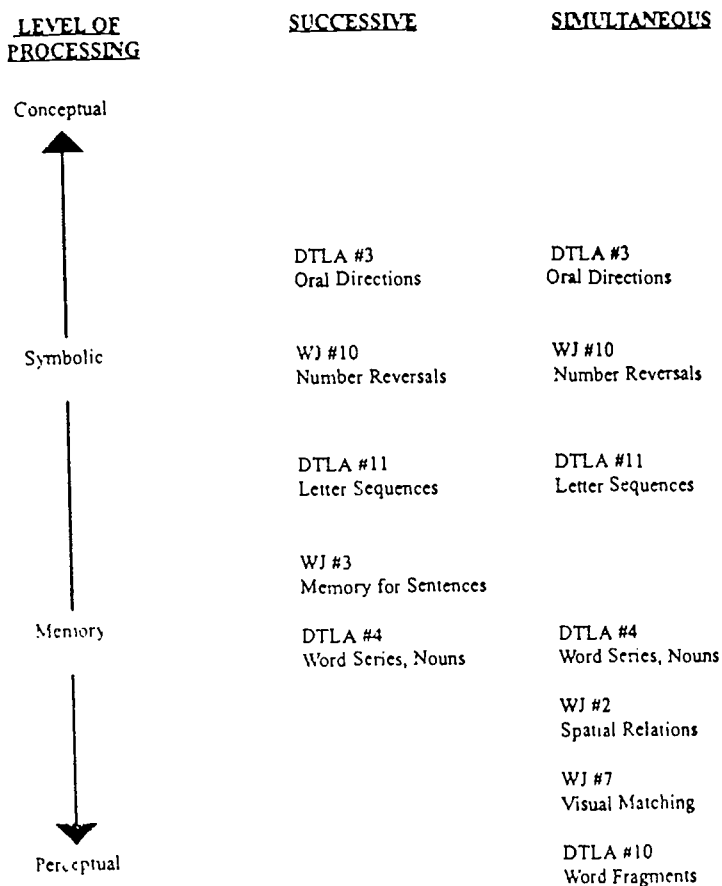 LEVEL OF PROCESSING SUCCESSIVE SIMULTANEOUS
Conceptual
DTLA #3 DTLA #3
Oral Directions Oral Directions
Symbolic WJ #10 WJ #10
Number Reversals Number Reversals
DTLA #11 DTLA #11
Letter Sequences Letter Sequences
WJ #3
Memory for Sentences
Memory DTLA #4 DTLA #4
Word Series, Nouns Word Series, Nouns
WJ #2
Spatial Relations
WJ #7
Visual Matching
Perceptual DTLA #10
Word Fragments